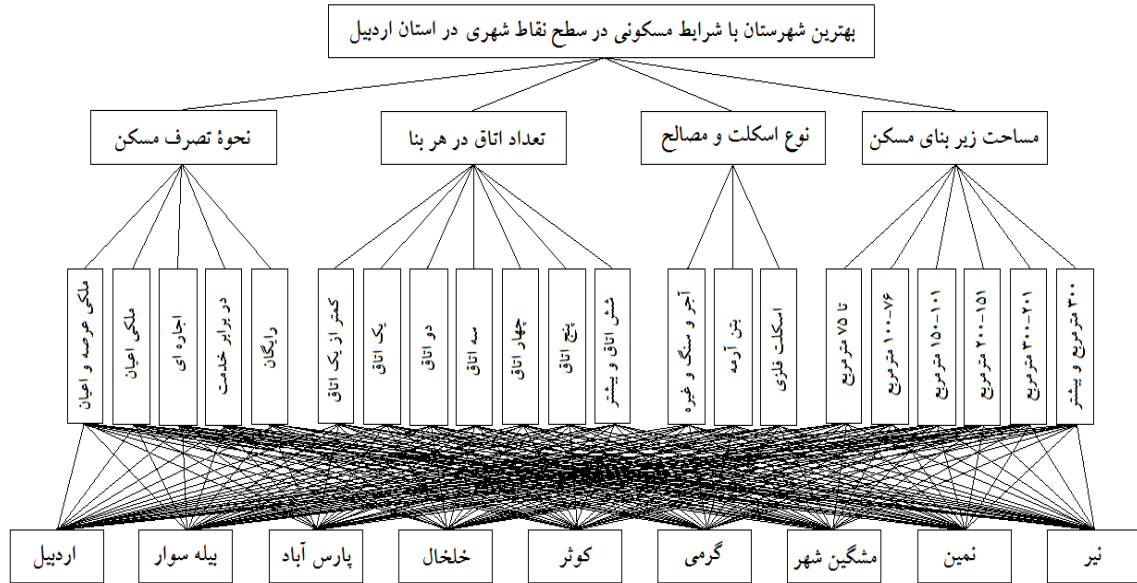 بهترین شهرستان با شرایط مسکونی در سطح نقاط شهری در استان اردبیل
مساحت زیر بنای مسکن
نوع اسکلت و مصالح
تعداد اتاق در هر بنا
نحوهٔ تصرف مسکن
۳۰۰ مترمربع و بیشتر
۳۰۰-۲۰۱ مترمربع
۲۰۰-۱۵۱ مترمربع
۱۵۰-۱۰۱ مترمربع
۱۰۰-۷۶ مترمربع
تا ۷۵ مترمربع
اسکلت فلزی
بتن آرمه
آجر و سنگ و غیره
شش اتاق و بیشتر
پنج اتاق
چهار اتاق
سه اتاق
دو اتاق
یک اتاق
کمتر از یک اتاق
رایگان
در برابر خدمت
اجاره ای
ملکی اعیان
ملکی عرصه و اعیان
نیر
نمین
مشگین شهر
گرمی
کوثر
خلخال
پارس آباد
بیله سوار
اردبیل